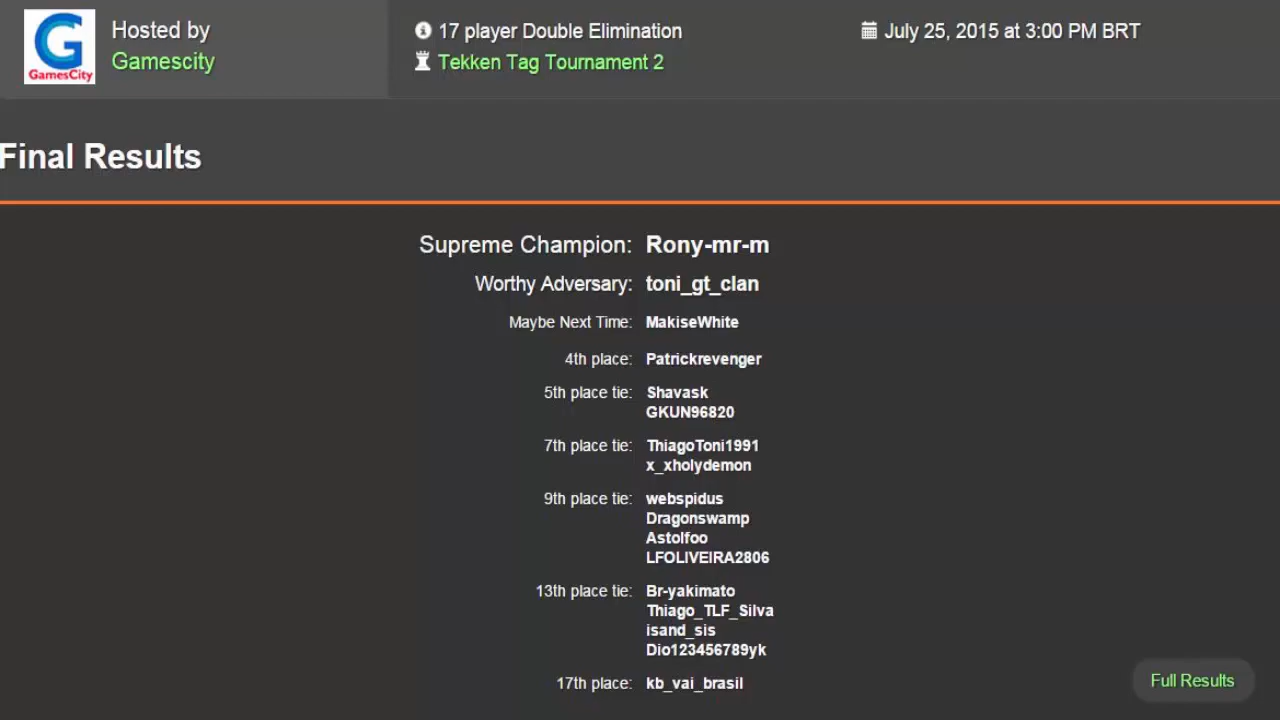 GamesCity
Hosted by
Gamescity
17 player Double Elimination
Tekken Tag Tournament 2
July 25, 2015 at 3:00 PM BRT
Final Results
Supreme Champion: Rony-mr-m
Worthy Adversary: toni_gt_clan
Maybe Next Time: MakiseWhite
4th place: Patrickrevenger
5th place tie: Shavask
GKUN96820
7th place tie: ThiagoToni1991
x_xholydemon
9th place tie: webspidus
Dragonswamp
Astolfoo
LFOLIVEIRA2806
13th place tie: Br-yakimato
Thiago_TLF_Silva
isand_sis
Dio123456789yk
17th place: kb_vai_brasil
Full Results